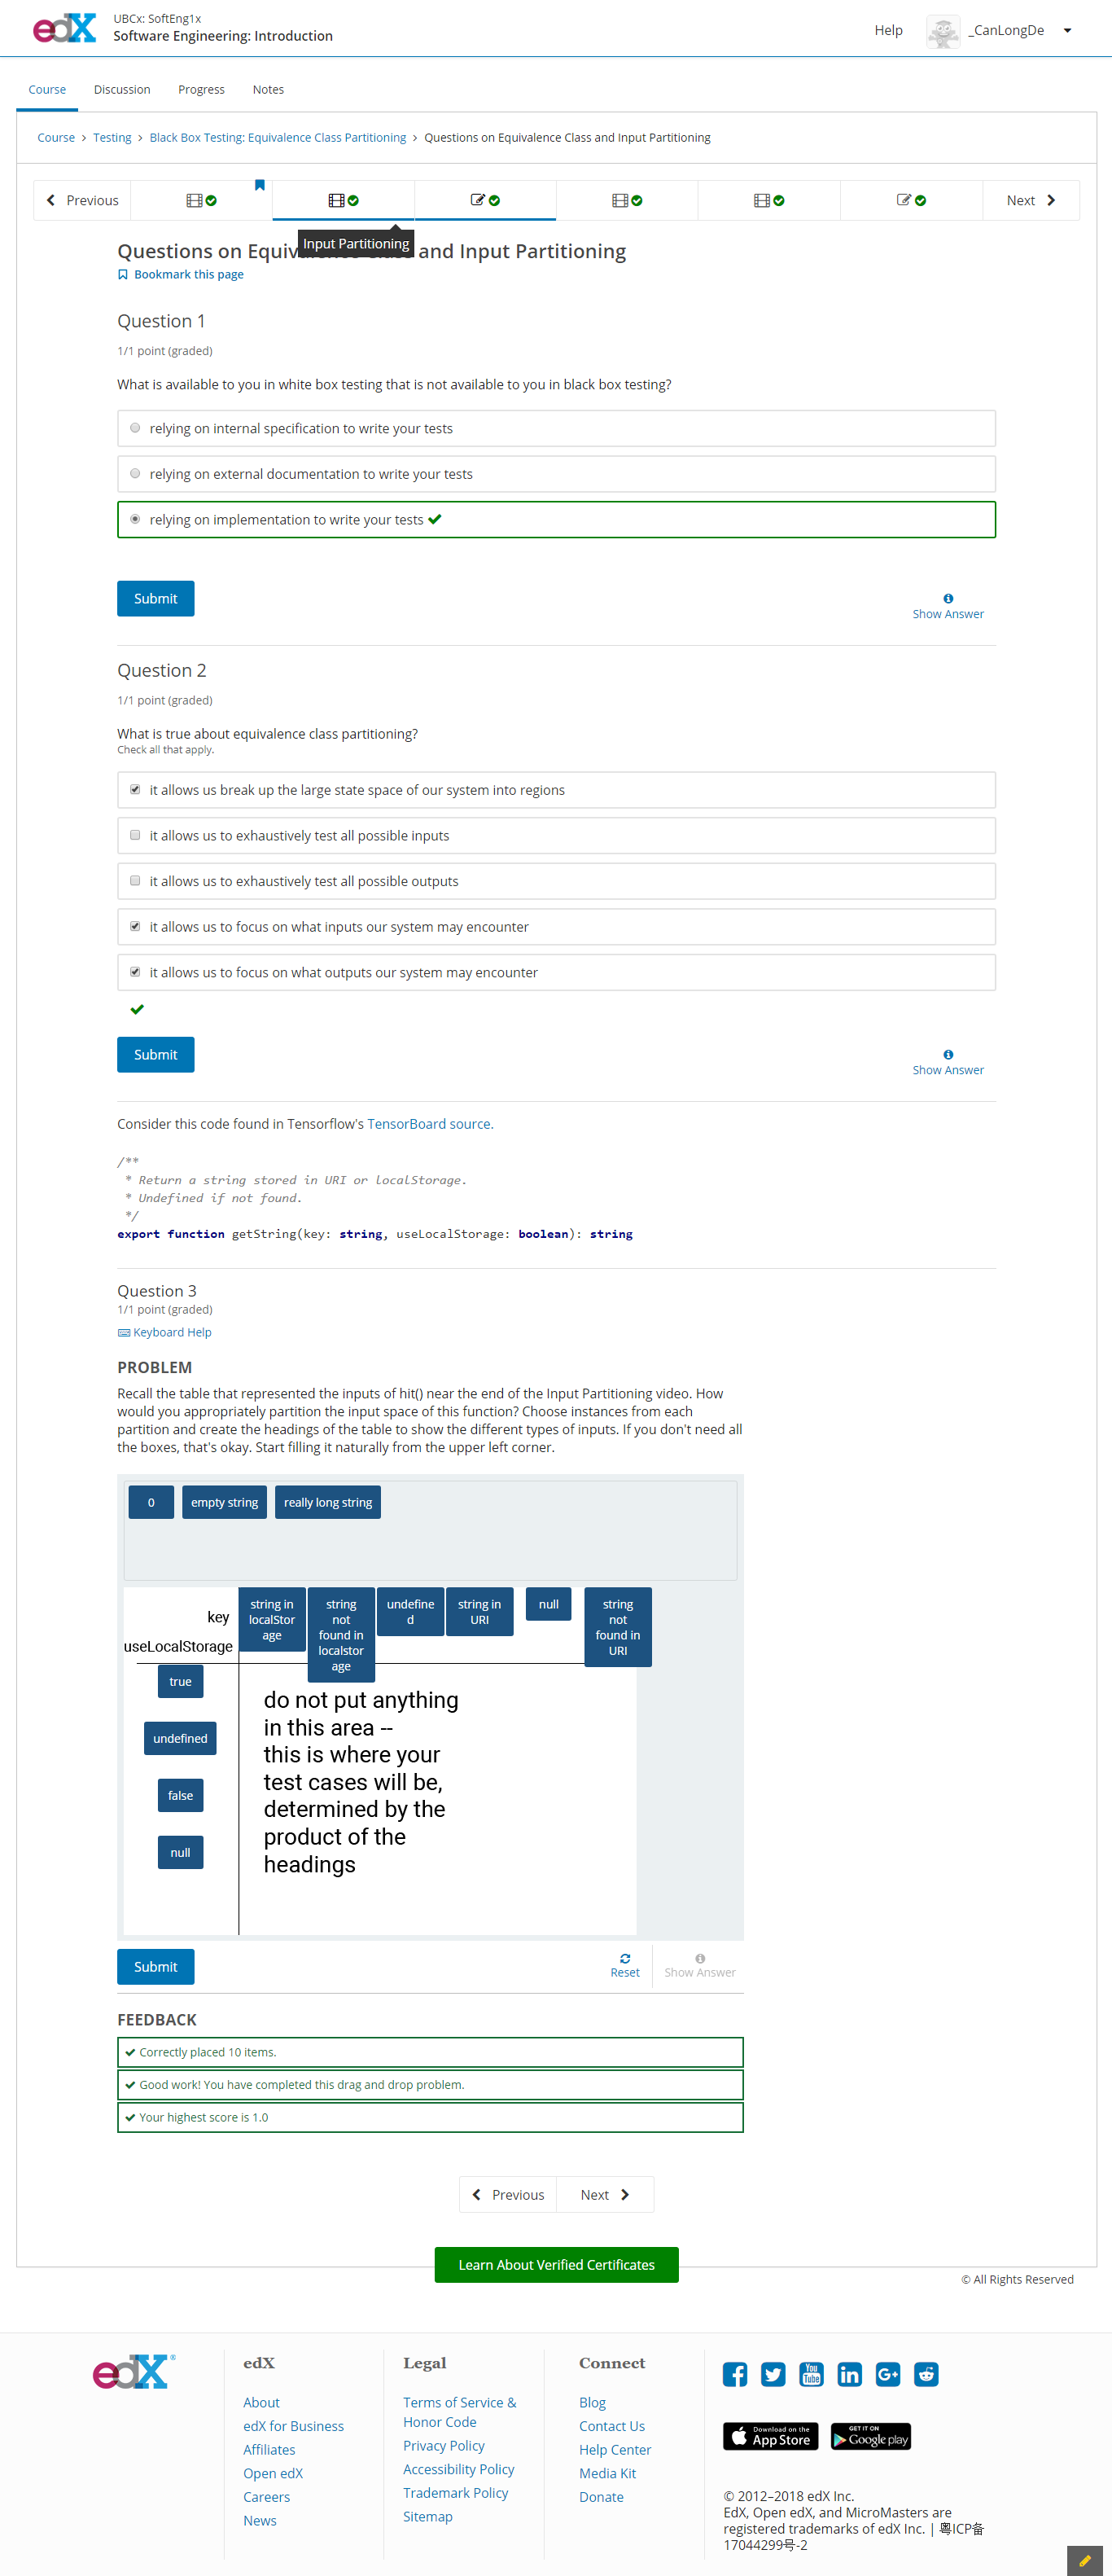 edX
UBCx: SoftEng1x
Software Engineering: Introduction
Help
_CanLongDe
Course
Discussion
Progress
Notes
Course > Testing > Black Box Testing: Equivalence Class Partitioning > Questions on Equivalence Class and Input Partitioning
Previous
Next
Input Partitioning
Questions on Equivalence Class and Input Partitioning
Bookmark this page
Question 1
1/1 point (graded)
What is available to you in white box testing that is not available to you in black box testing?
relying on internal specification to write your tests
relying on external documentation to write your tests
relying on implementation to write your tests
Submit
Show Answer
Question 2
1/1 point (graded)
What is true about equivalence class partitioning?
Check all that apply.
it allows us break up the large state space of our system into regions
it allows us to exhaustively test all possible inputs
it allows us to exhaustively test all possible outputs
it allows us to focus on what inputs our system may encounter
it allows us to focus on what outputs our system may encounter
Submit
Show Answer
Consider this code found in Tensorflow's TensorBoard source.
/**
* Return a string stored in URI or localStorage.
* Undefined if not found.
*/
export function getString(key: string, useLocalStorage: boolean): string
Question 3
1/1 point (graded)
Keyboard Help
PROBLEM
Recall the table that represented the inputs of hit() near the end of the Input Partitioning video. How
would you appropriately partition the input space of this function? Choose instances from each
partition and create the headings of the table to show the different types of inputs. If you don't need all
the boxes, that's okay. Start filling it naturally from the upper left corner.
0
empty string
really long string
key
useLocalStorage
string in
localStor
age
string
not
found in
localstor
age
undefine
d
string in
URI
null
string
not
found in
URI
true
undefined
false
null
do not put anything
in this area --
this is where your
test cases will be,
determined by the
product of the
headings
Submit
Reset
Show Answer
FEEDBACK
Correctly placed 10 items.
Good work! You have completed this drag and drop problem.
Your highest score is 1.0
Previous
Next
Learn About Verified Certificates
© All Rights Reserved
edX®
edX
About
edX for Business
Affiliates
Open edX
Careers
News
Legal
Terms of Service &
Honor Code
Privacy Policy
Accessibility Policy
Trademark Policy
Sitemap
Connect
Blog
Contact Us
Help Center
Media Kit
Donate
You
Tube
in
G+
Download on the
App Store
GET IT ON
Google play
© 2012–2018 edX Inc.
EdX, Open edX, and MicroMasters are
registered trademarks of edX Inc. | 粤ICP备
17044299号-2